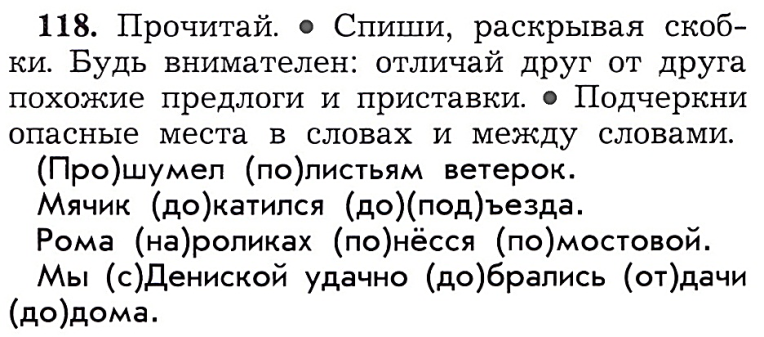 118. Прочитай. ● Спиши, раскрывая скоб-
ки. Будь внимателен: отличай друг от друга
похожие предлоги и приставки. ● Подчеркни
опасные места в словах и между словами.
(Про)шумел (по)листьям ветерок.
Мячик (до)катился (до)(под)ъезда.
Рома (на)роликах (по)нёсся (по)мостовой.
Мы (с)Дениской удачно (до)брались (от)дачи
(до)дома.